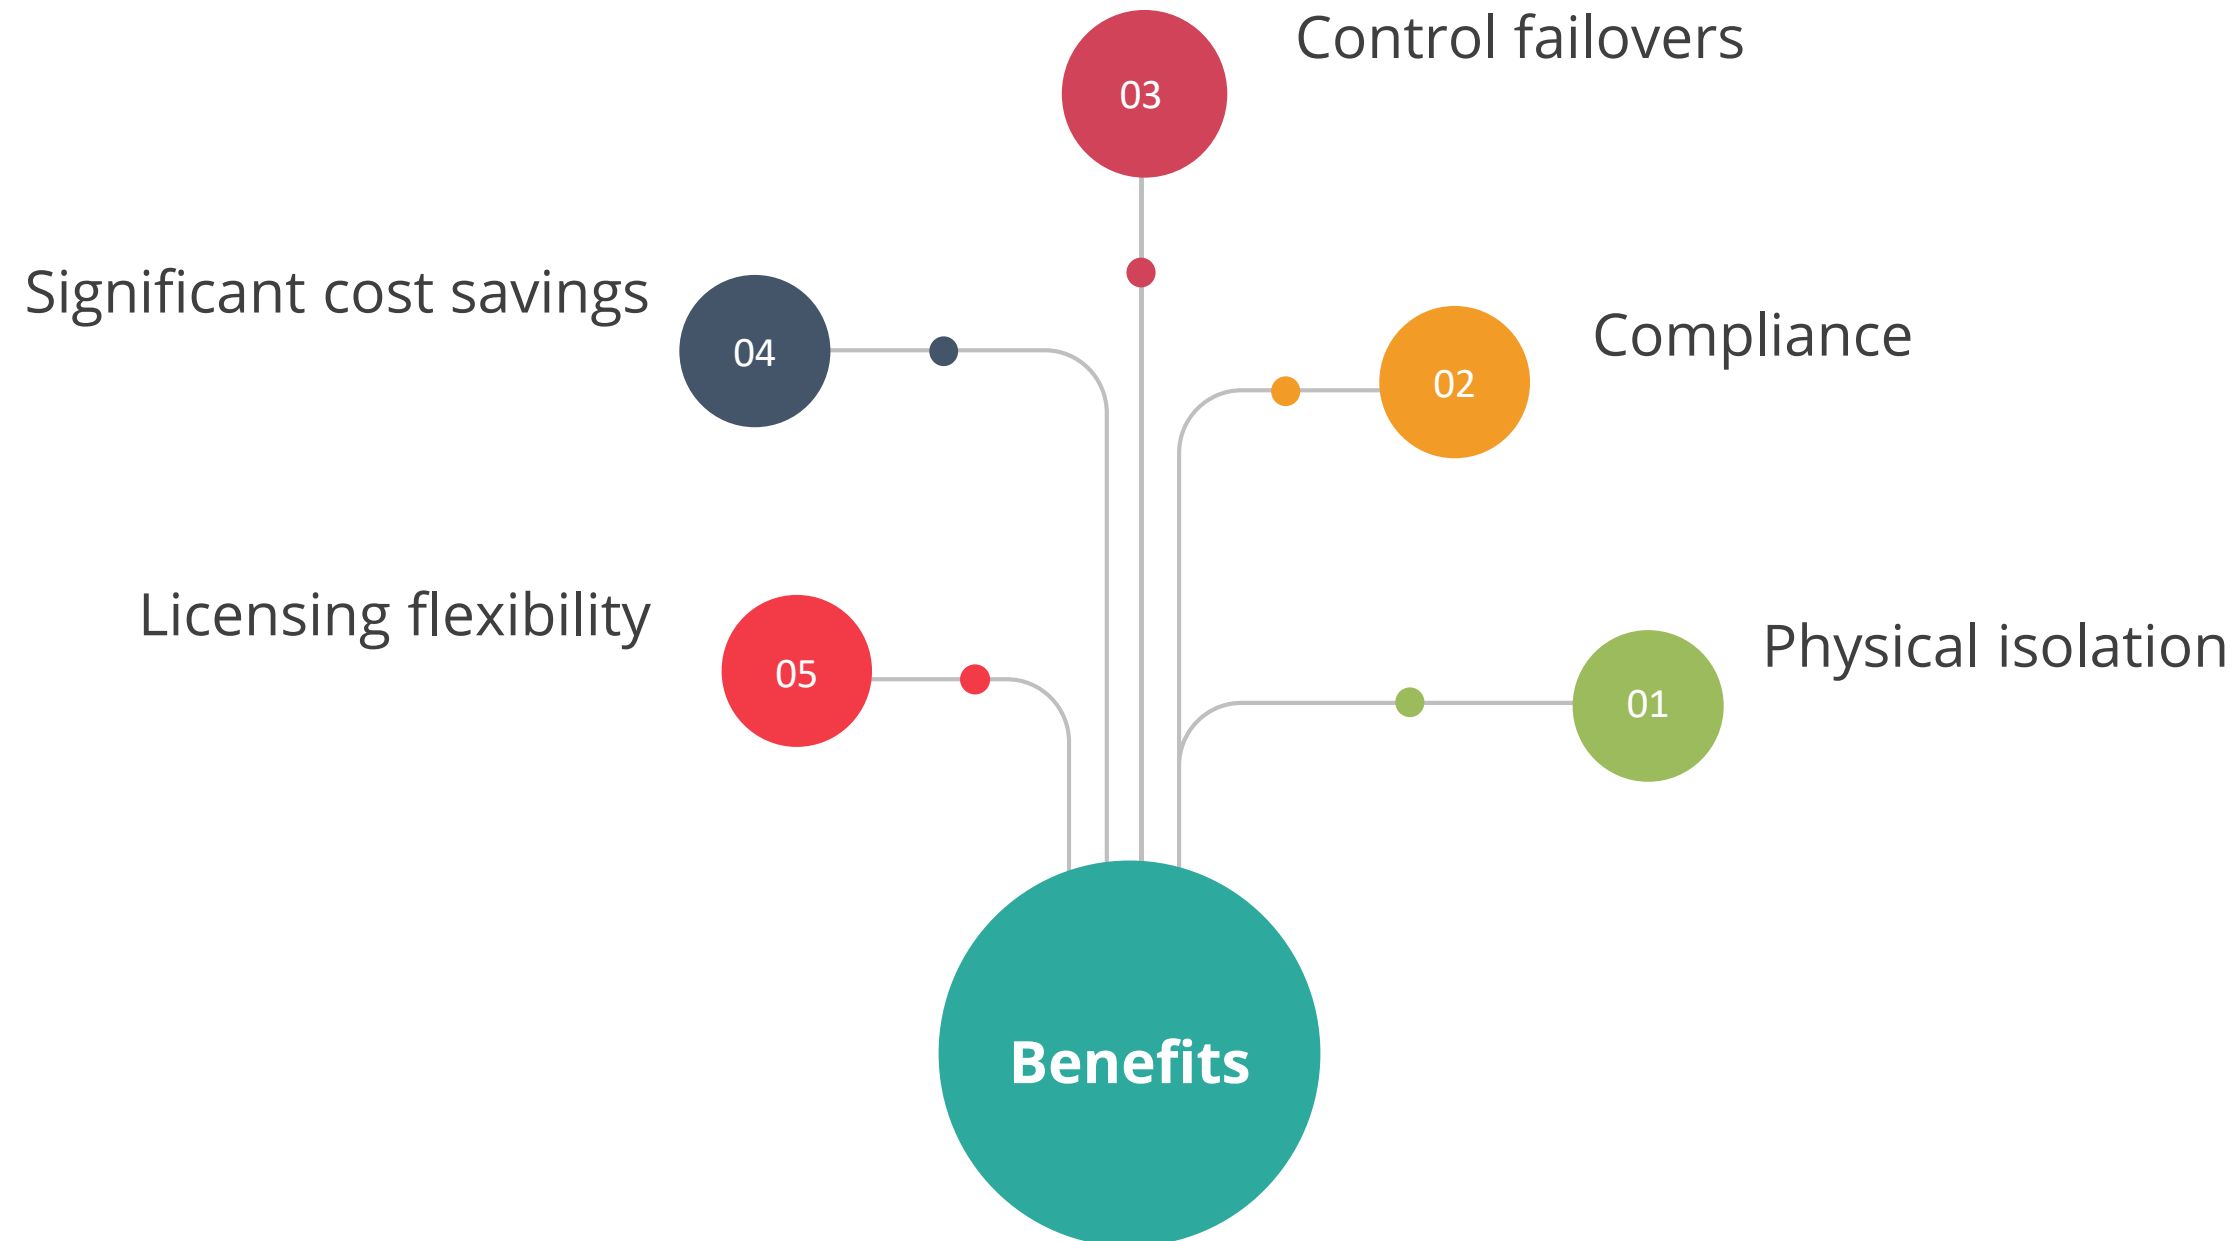 03
Control failovers
Significant cost savings
04
02
Compliance
Licensing flexibility
05
01
Physical isolation
Benefits